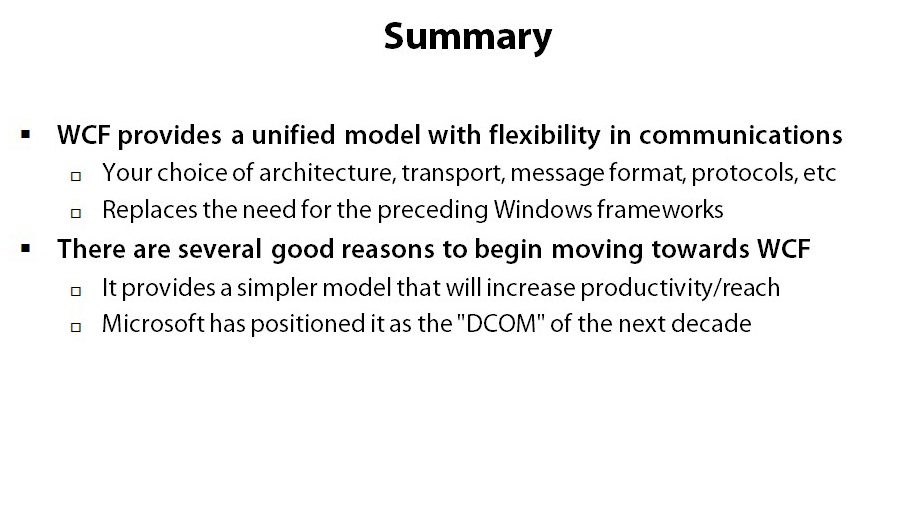 Summary
▪ WCF provides a unified model with flexibility in communications
▫ Your choice of architecture, transport, message format, protocols, etc
▫ Replaces the need for the preceding Windows frameworks
▪ There are several good reasons to begin moving towards WCF
▫ It provides a simpler model that will increase productivity/reach
▫ Microsoft has positioned it as the "DCOM" of the next decade